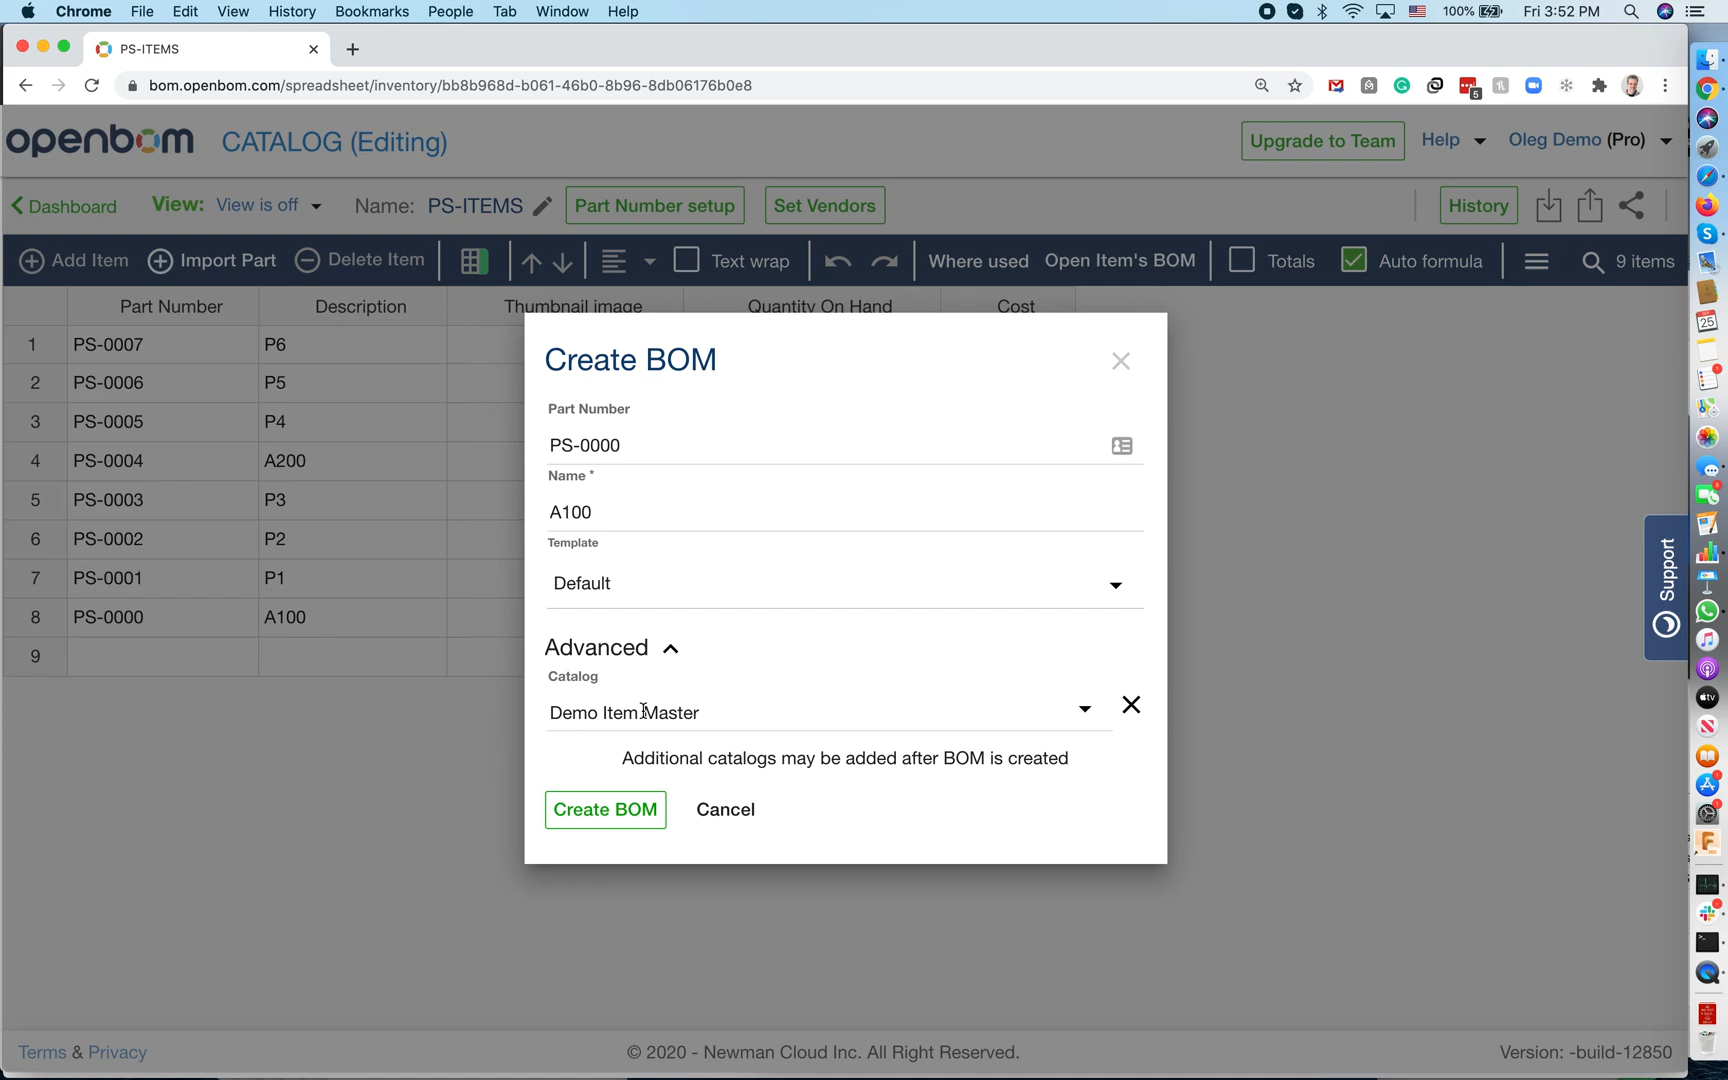 Chrome File Edit View History Bookmarks People Tab Window Help 100% Fri 3:52 PM
PS-ITEMS
bom.openbom.com/spreadsheet/inventory/bb8b968d-b061-46b0-8b96-8db06176b0e8
openbom CATALOG (Editing) Upgrade to Team Help Oleg Demo (Pro)
Dashboard View: View is off Name: PS-ITEMS Part Number setup Set Vendors History
Add Item Import Part Delete Item Text wrap Where used Open Item's BOM Totals Auto formula 9 items
Part Number Description Thumbnail image Quantity On Hand Cost
1 PS-0007 P6
2 PS-0006 P5
3 PS-0005 P4
4 PS-0004 A200
5 PS-0003 P3
6 PS-0002 P2
7 PS-0001 P1
8 PS-0000 A100
9
Create BOM
Part Number
PS-0000
Name *
A100
Template
Default
Advanced
Catalog
Demo Item Master
Additional catalogs may be added after BOM is created
Create BOM Cancel
Support
Terms & Privacy © 2020 - Newman Cloud Inc. All Right Reserved. Version: -build-12850